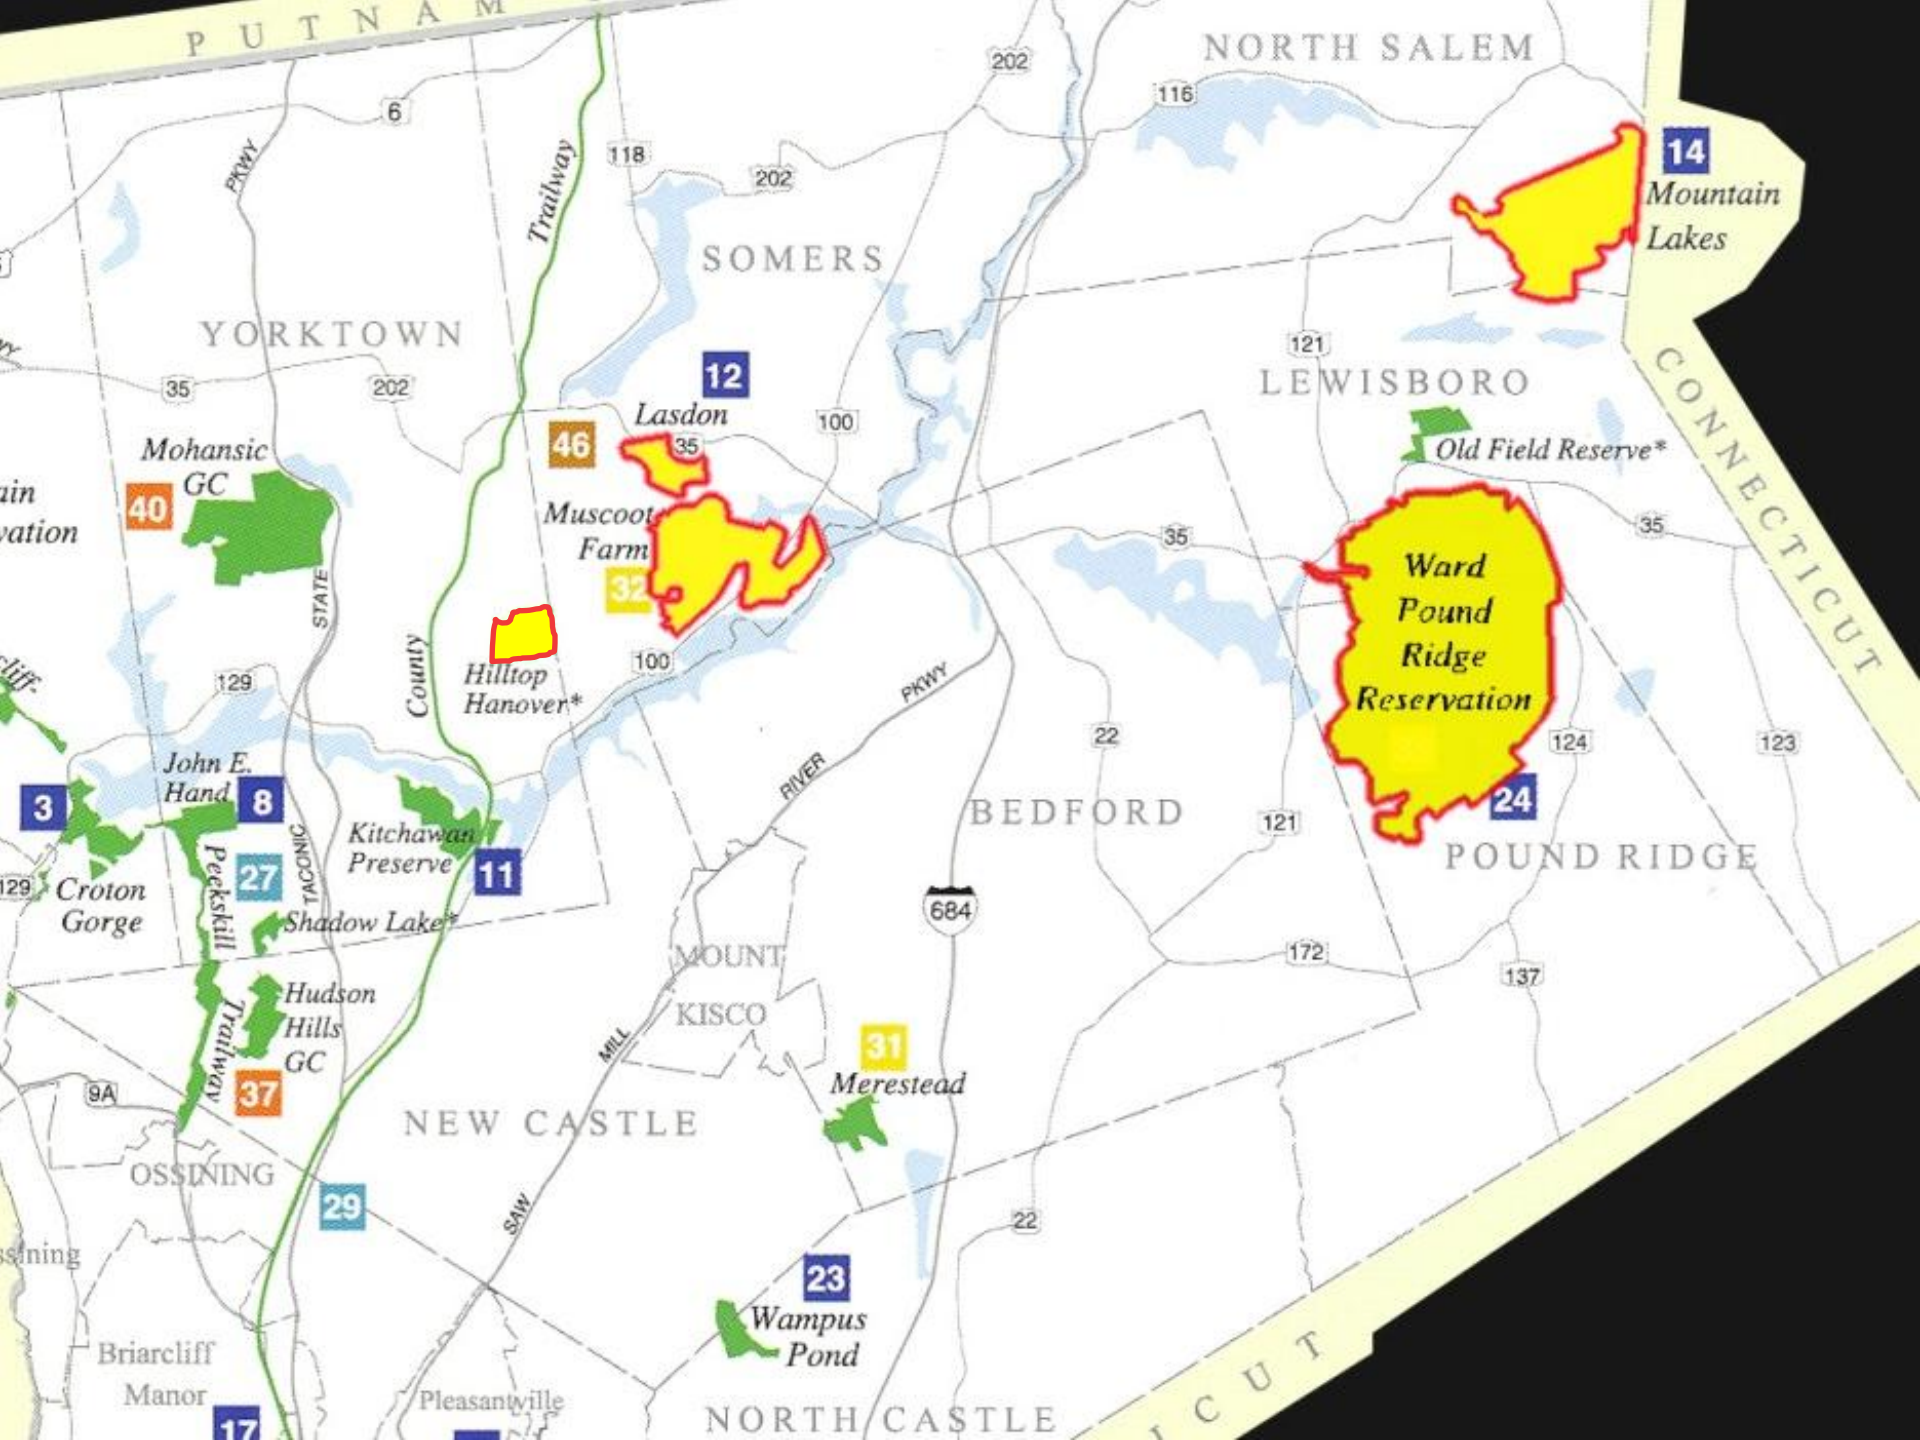 PUTNAM
NORTH SALEM
202
116
6
PKWY
Trailway
118
202
14
Mountain
Lakes
SOMERS
YORKTOWN
12
121
35
202
LEWISBORO
CONNECTICUT
Lasdon
100
46
35
Mohansic
GC
40
Old Field Reserve*
ain
vation
Muscoot
Farm
32
35
35
Ward
Pound
Ridge
Reservation
STATE
County
100
Hilltop
Hanover*
cliff-
129
PKWY
22
124
123
John E.
Hand
8
3
RIVER
24
BEDFORD
121
Kitchawan
Preserve
11
POUND RIDGE
Peekskill
27
TACONIC
129
Croton
Gorge
684
Shadow Lake*
MOUNT
KISCO
172
137
Hudson
Hills
GC
Trailway
37
MILL
31
Merestead
9A
NEW CASTLE
OSSINING
29
SAW
22
ssining
23
Wampus
Pond
Briarcliff
Manor
Pleasantville
17
NORTH CASTLE
ICUT